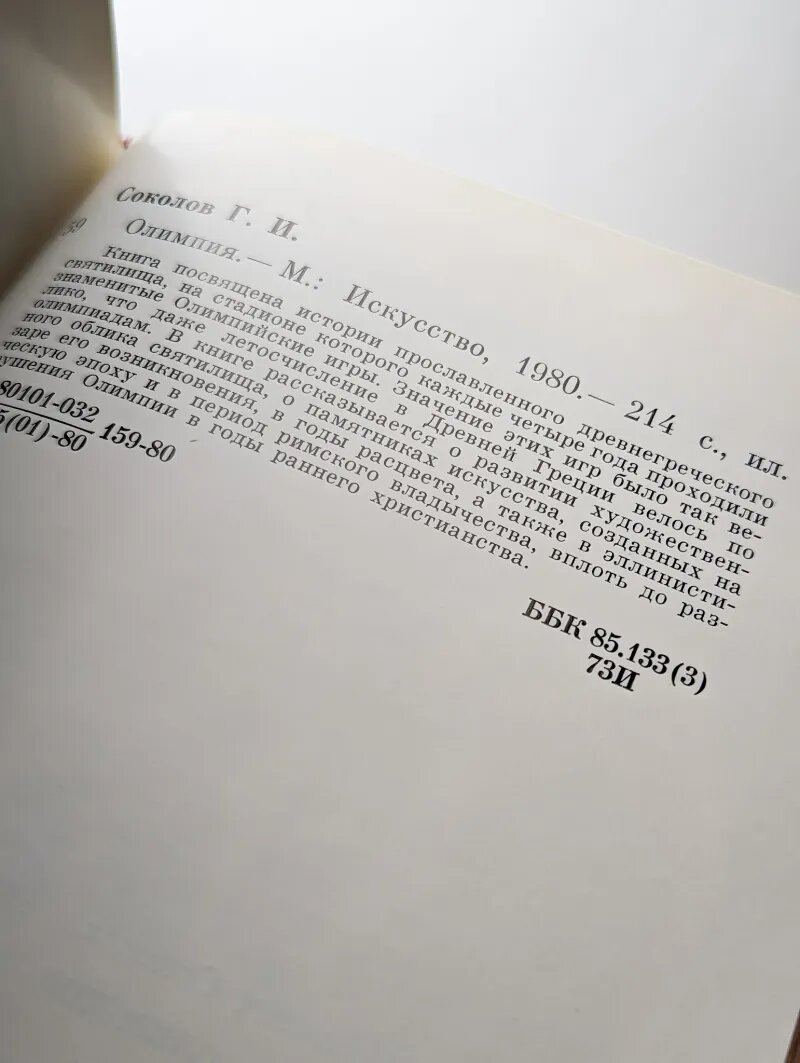 Соколов Г. И.
59 Олимпия. — М.: Искусство, 1980. — 214 с., ил.
Книга посвящена истории прославленного древнегреческого
святилища, на стадионе которого каждые четыре года проходили
знаменитые Олимпийские игры. Значение этих игр было так ве-
лико, что даже летосчисление в Древней Греции велось по
олимпиадам. В книге рассказывается о развитии художествен-
ного облика святилища, о памятниках искусства, созданных на
заре его возникновения, в годы расцвета, а также в эллинисти-
ческую эпоху и в период римского владычества, вплоть до раз-
рушения Олимпии в годы раннего христианства.
80101-032
5(01)-80 159-80
ББК 85.133(3)
73И